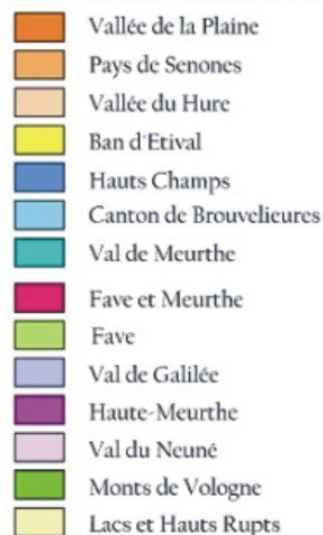 Vallée de la Plaine
Pays de Senones
Vallée du Hure
Ban d'Etival
Hauts Champs
Canton de Brouvelieures
Val de Meurthe
Fave et Meurthe
Fave
Val de Galilée
Haute-Meurthe
Val du Neuné
Monts de Vologne
Lacs et Hauts Rupts